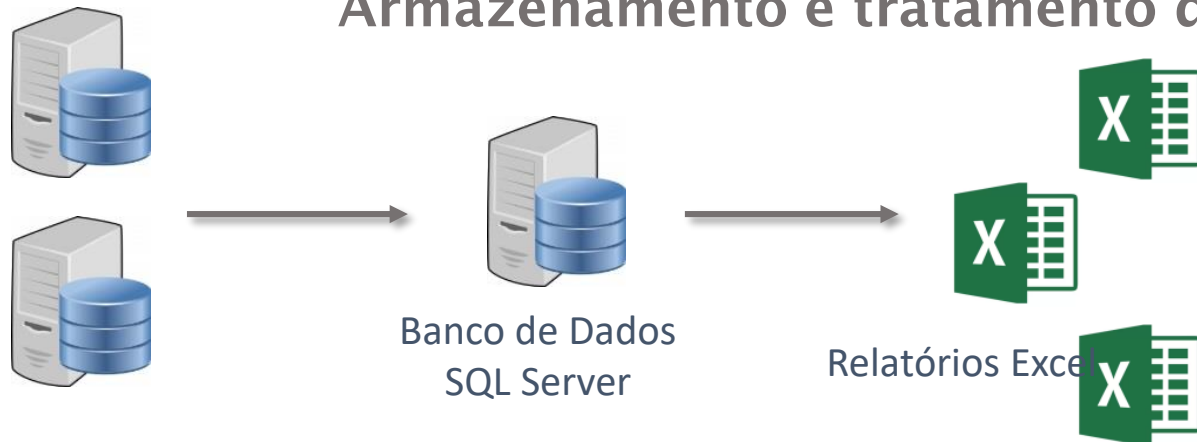 Armazenamento e tratamento d
X
X
Banco de Dados
SQL Server
Relatórios Excel
X